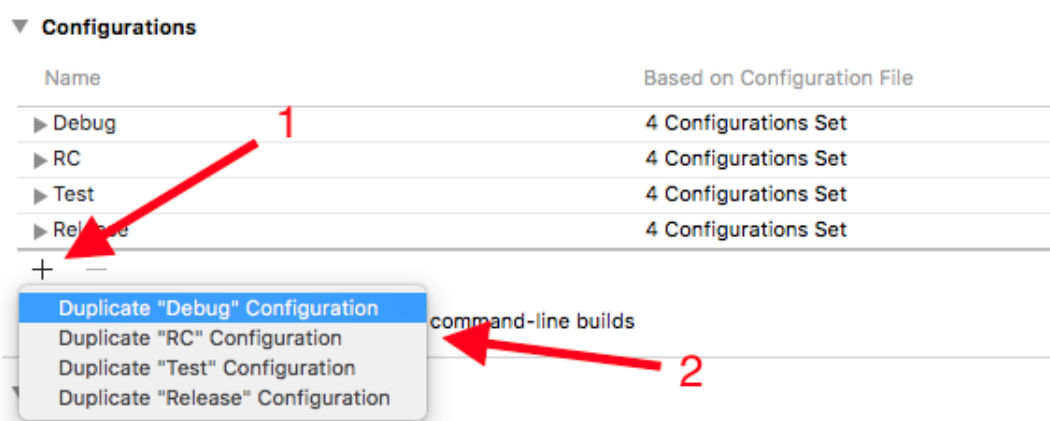 Configurations
Name Based on Configuration File
Debug 4 Configurations Set
1
RC 4 Configurations Set
Test 4 Configurations Set
Release 4 Configurations Set
+ —
Duplicate "Debug" Configuration
command-line builds
Duplicate "RC" Configuration
Duplicate "Test" Configuration
2
Duplicate "Release" Configuration